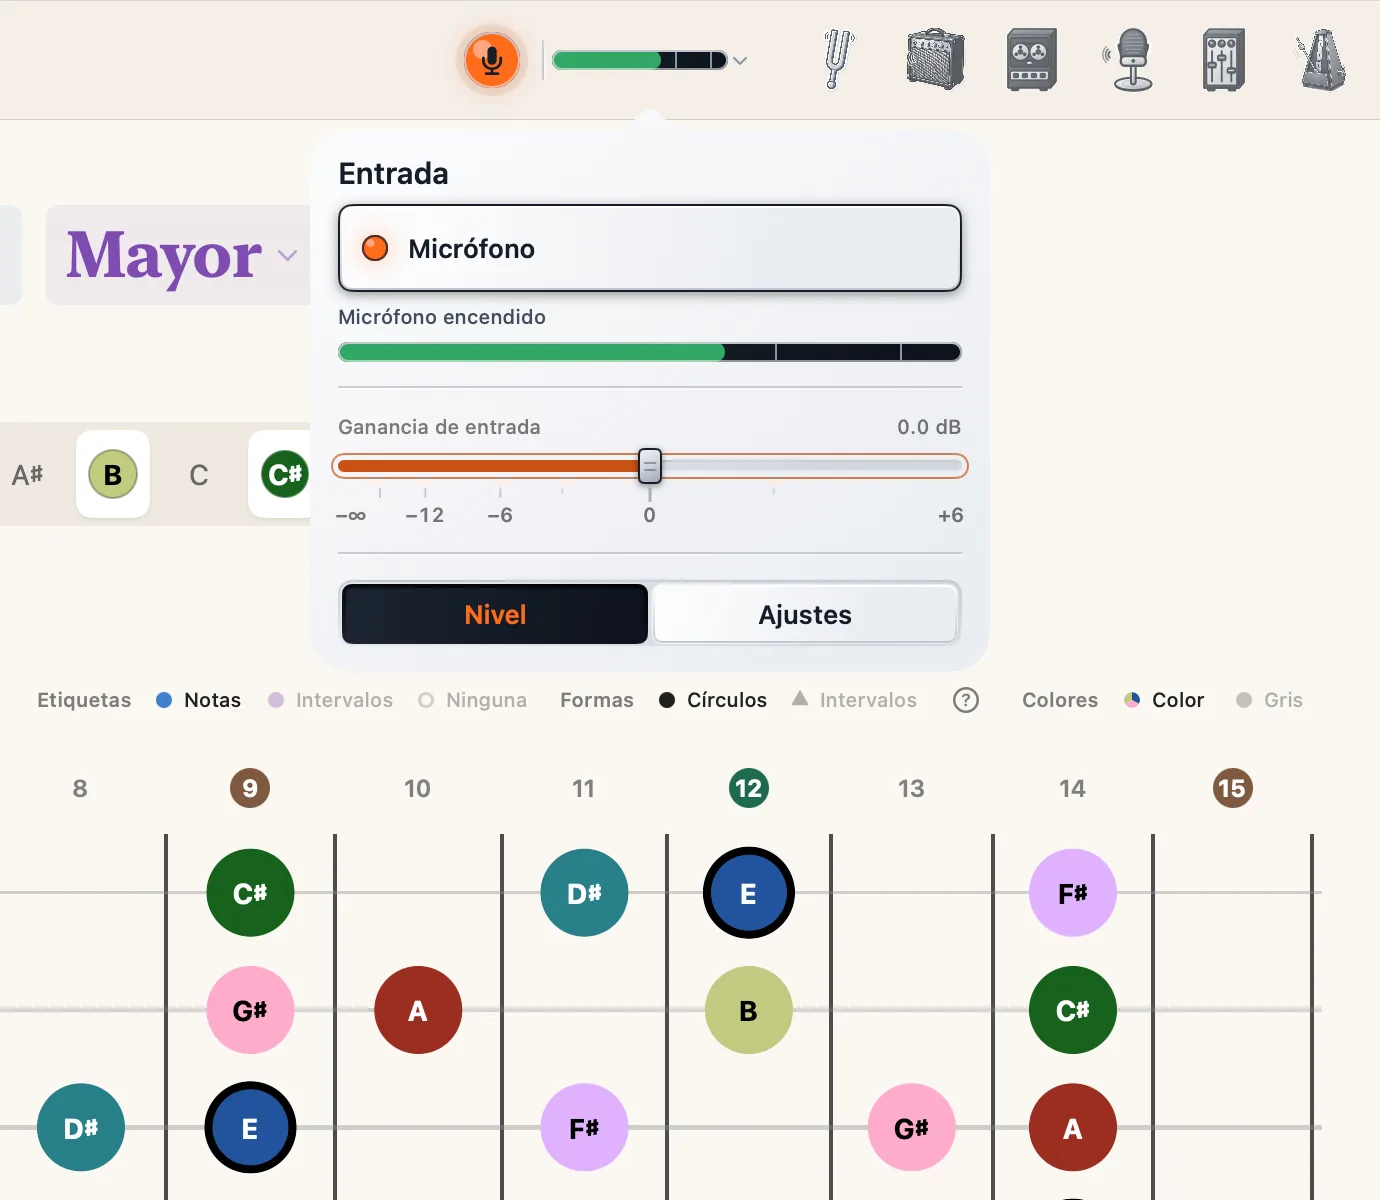 Entrada
Micrófono
Micrófono encendido
Mayor
Ganancia de entrada 0.0 dB
A# B C C#
−∞ −12 −6 0 +6
Nivel Ajustes
Etiquetas Notas Intervalos Ninguna Formas Círculos Intervalos ? Colores Color Gris
8 9 10 11 12 13 14 15
C# D# E F#
G# A B C#
D# E F# G# A